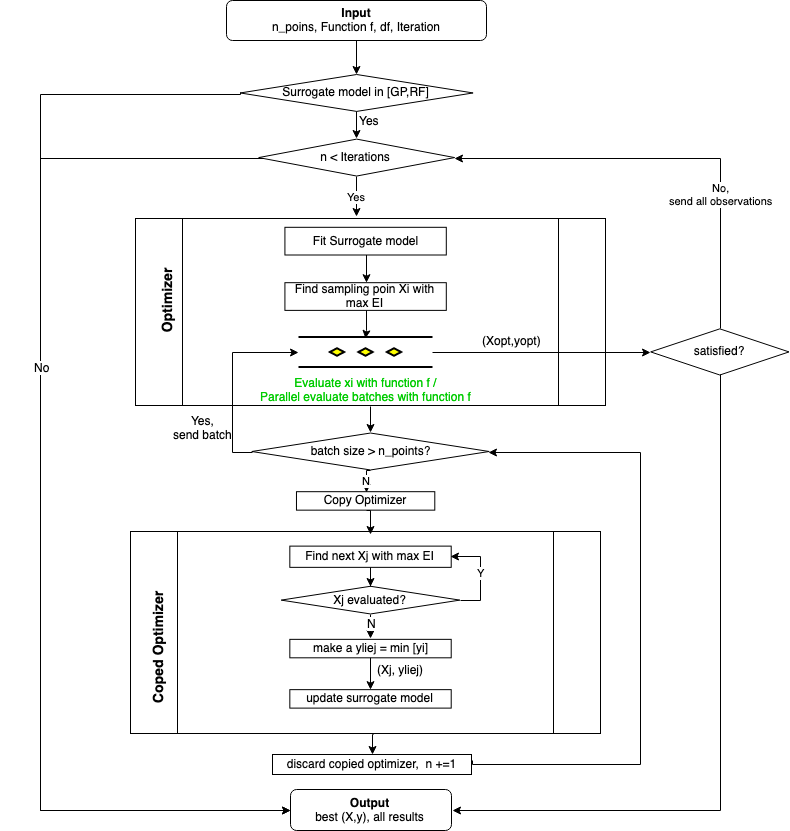 Input
n_poins, Function f, df, Iteration
Surrogate model in [GP,RF]
Yes
n < Iterations
Yes
No,
send all observations
Optimizer
Fit Surrogate model
Find sampling poin Xi with
max EI
(Xopt,yopt)
satisfied?
No
Evaluate xi with function f /
Parallel evaluate batches with function f
Yes,
send batch
batch size > n_points?
N
Copy Optimizer
Coped Optimizer
Find next Xj with max EI
Y
Xj evaluated?
N
make a yliej = min [yi]
(Xj, yliej)
update surrogate model
discard copied optimizer, n +=1
Output
best (X,y), all results